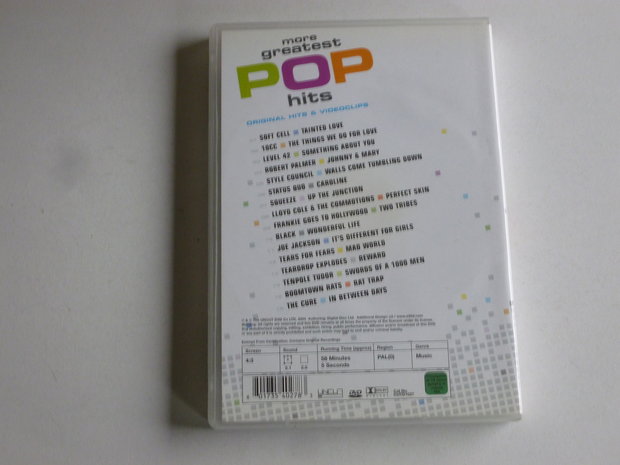 more
greatest
POP
hits
ORIGINAL HITS & VIDEOCLIPS
SOFT CELL TAINTED LOVE
10CC THE THINGS WE DO FOR LOVE
LEVEL 42 SOMETHING ABOUT YOU
ROBERT PALMER JOHNNY & MARY
STYLE COUNCIL WALLS COME TUMBLING DOWN
STATUS QUO CAROLINE
SQUEEZE UP THE JUNCTION
LLOYD COLE & THE COMMOTIONS PERFECT SKIN
FRANKIE GOES TO HOLLYWOOD TWO TRIBES
BLACK WONDERFUL LIFE
JOE JACKSON IT'S DIFFERENT FOR GIRLS
TEARS FOR FEARS MAD WORLD
TEARDROP EXPLODES REWARD
TENPOLE TUDOR SWORDS OF A 1000 MEN
BOOMTOWN RATS RAT TRAP
THE CURE IN BETWEEN DAYS
Screen Sound Running Time (approx) Region Genre
4:3 58 Minutes PAL(0) Music
0 Seconds
DVD